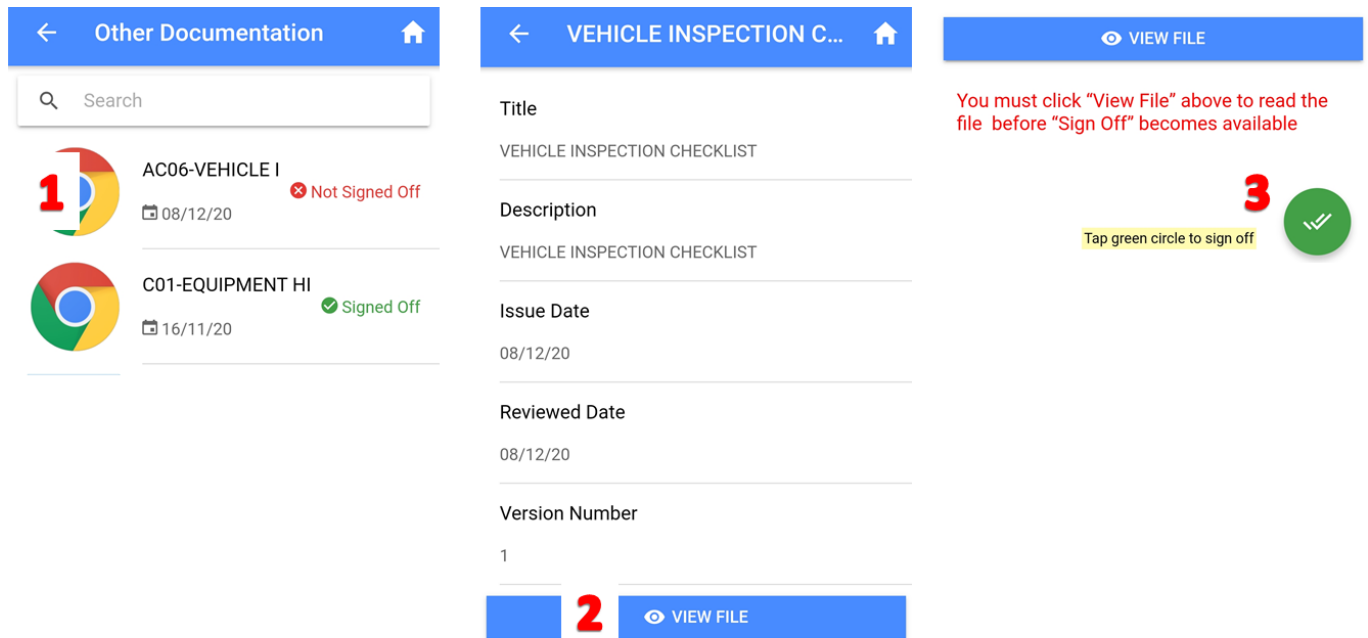 Other Documentation
Search
1
AC06-VEHICLE I
Not Signed Off
08/12/20
C01-EQUIPMENT HI
Signed Off
16/11/20
VEHICLE INSPECTION C...
Title
VEHICLE INSPECTION CHECKLIST
Description
VEHICLE INSPECTION CHECKLIST
Issue Date
08/12/20
Reviewed Date
08/12/20
Version Number
1
2
VIEW FILE
VIEW FILE
You must click “View File” above to read the
file  before “Sign Off” becomes available
3
Tap green circle to sign off